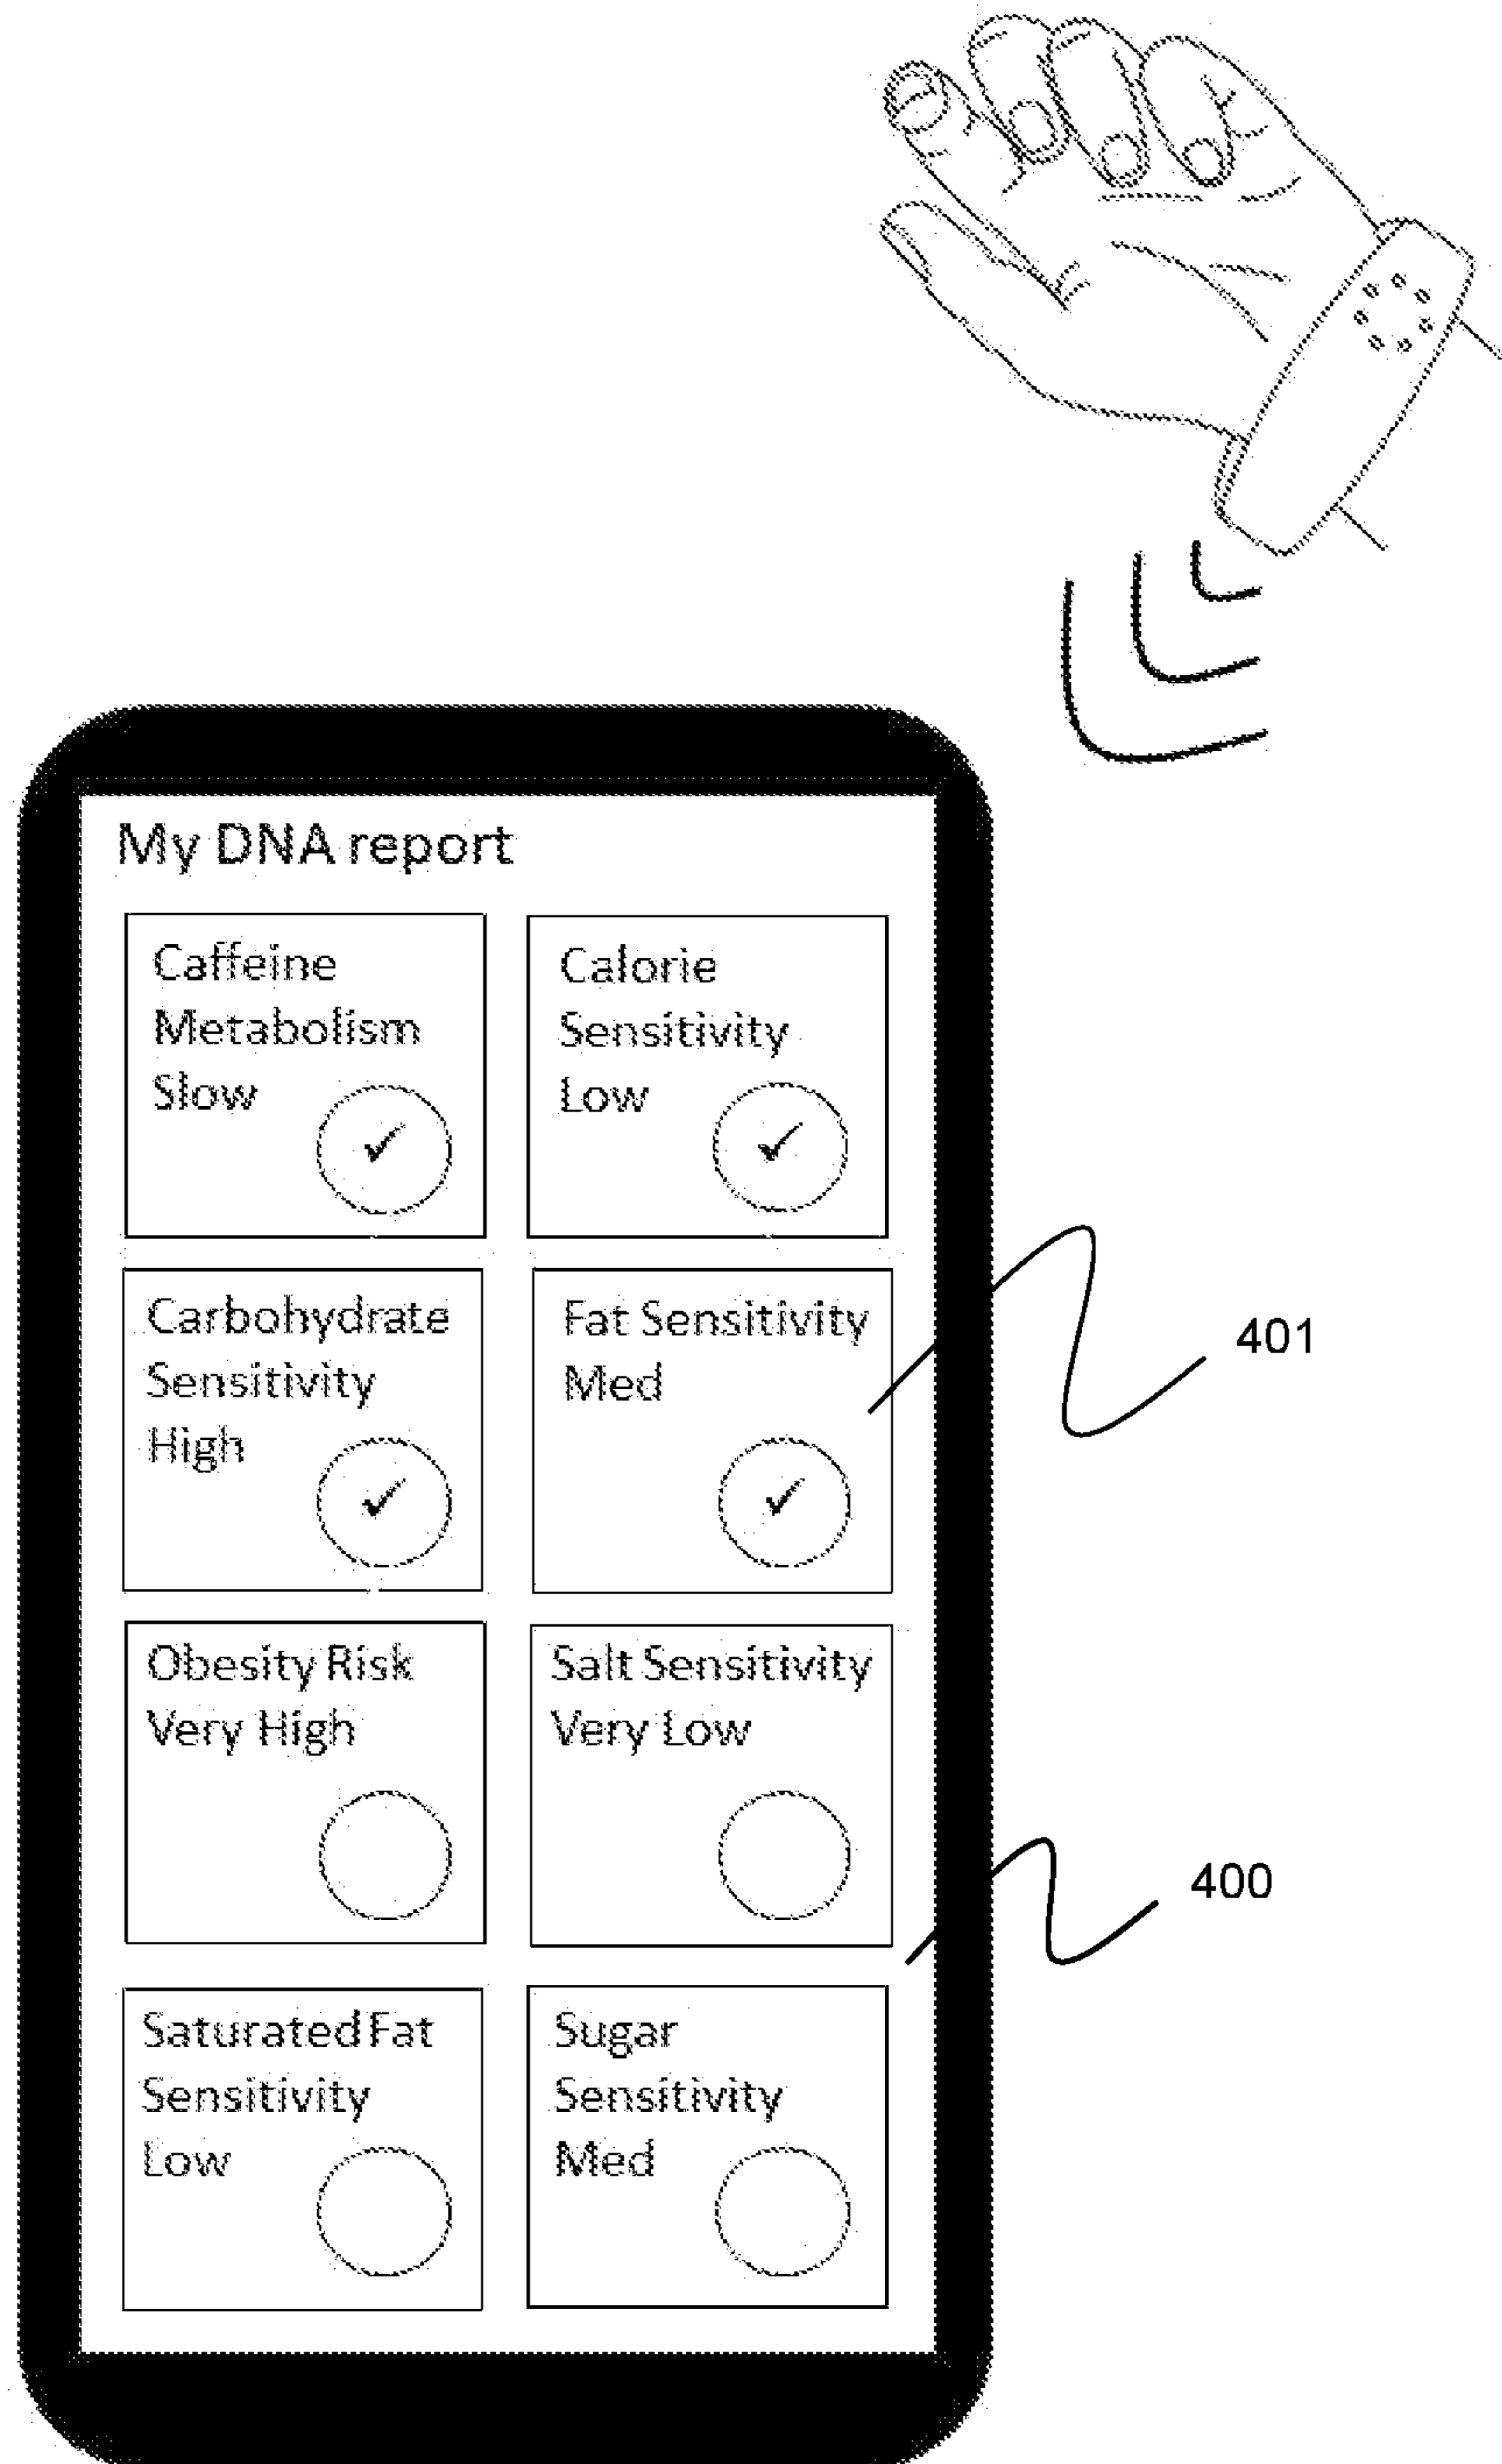 My DNA report
Caffeine
Metabolism
Slow
✓
Calorie
Sensitivity
Low
✓
Carbohydrate
Sensitivity
High
✓
Fat Sensitivity
Med
✓
401
Obesity Risk
Very High
Salt Sensitivity
Very Low
400
Saturated Fat
Sensitivity
Low
Sugar
Sensitivity
Med